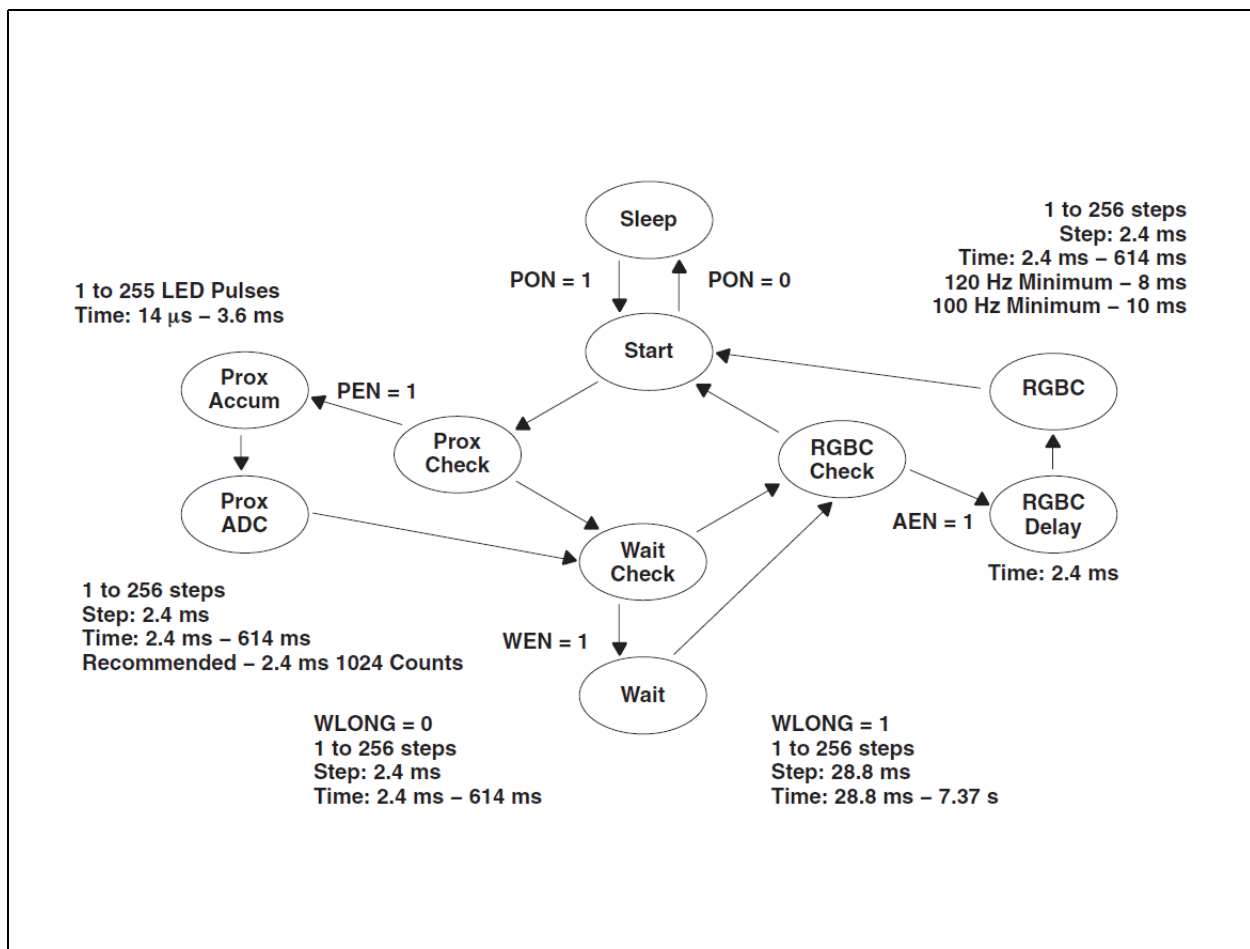 Sleep
PON = 1
PON = 0
1 to 256 steps
Step: 2.4 ms
Time: 2.4 ms – 614 ms
120 Hz Minimum – 8 ms
100 Hz Minimum – 10 ms
1 to 255 LED Pulses
Time: 14 μs – 3.6 ms
Start
Prox
Accum
PEN = 1
RGBC
Prox
Check
RGBC
Check
Prox
ADC
AEN = 1
RGBC
Delay
Time: 2.4 ms
Wait
Check
1 to 256 steps
Step: 2.4 ms
Time: 2.4 ms – 614 ms
Recommended – 2.4 ms 1024 Counts
WEN = 1
Wait
WLONG = 0
1 to 256 steps
Step: 2.4 ms
Time: 2.4 ms – 614 ms
WLONG = 1
1 to 256 steps
Step: 28.8 ms
Time: 28.8 ms – 7.37 s